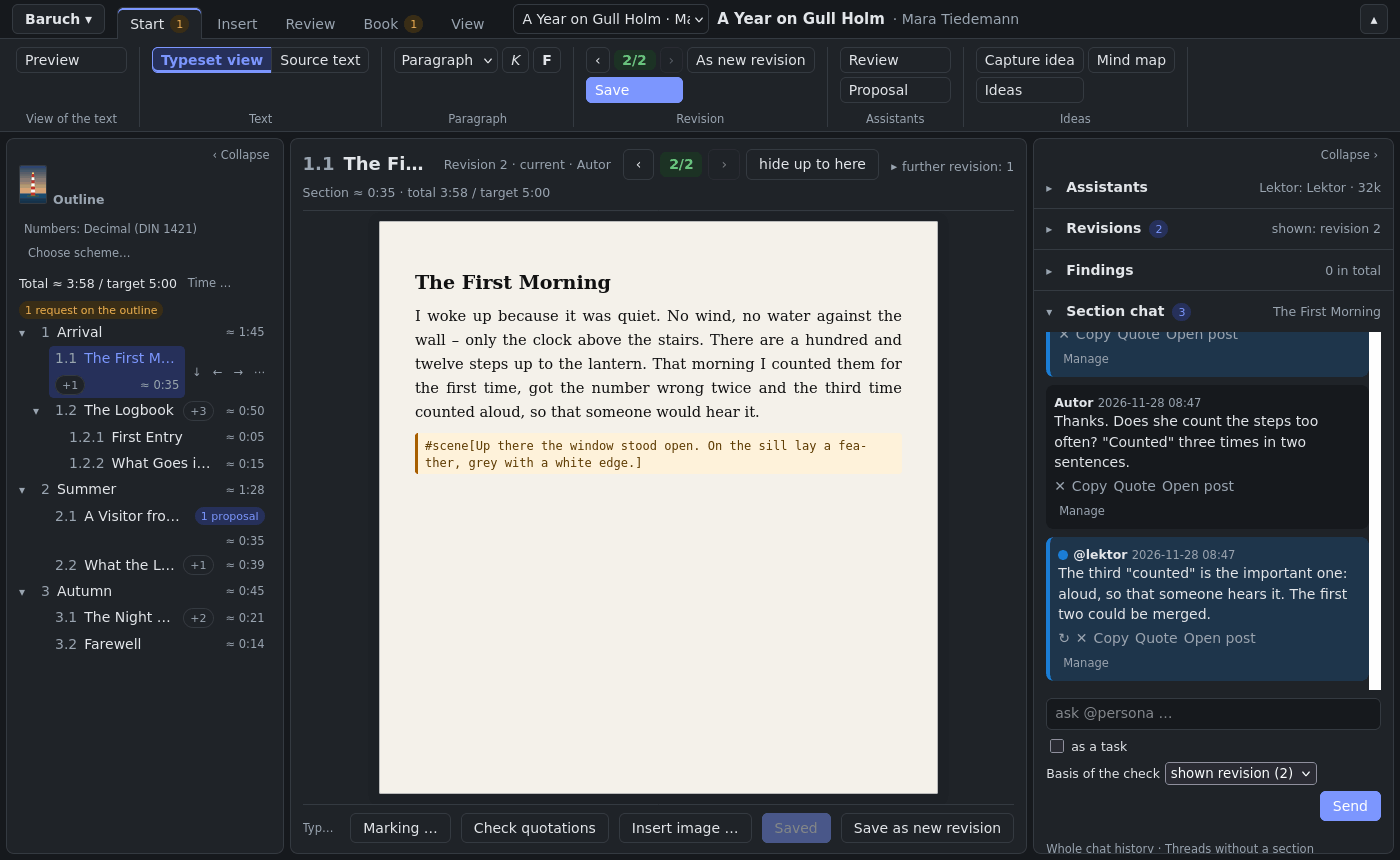 Baruch ▾
Start 1
Insert
Review
Book 1
View
A Year on Gull Holm · Ma
A Year on Gull Holm · Mara Tiedemann
▴
Preview
View of the text
Typeset view
Source text
Text
Paragraph
K
F
Paragraph
‹ 2/2 ›
As new revision
Save
Revision
Review
Proposal
Assistants
Capture idea
Mind map
Ideas
Ideas
‹ Collapse
Outline
Numbers: Decimal (DIN 1421)
Choose scheme…
Total ≈ 3:58 / target 5:00 Time …
1 request on the outline
▾ 1 Arrival ≈ 1:45
1.1 The First M…
+1 ≈ 0:35 ↓ ← → ···
▾ 1.2 The Logbook +3 ≈ 0:50
1.2.1 First Entry ≈ 0:05
1.2.2 What Goes i… ≈ 0:15
▾ 2 Summer ≈ 1:28
2.1 A Visitor fro… 1 proposal
≈ 0:35
2.2 What the L… +1 ≈ 0:39
▾ 3 Autumn ≈ 0:45
3.1 The Night … +2 ≈ 0:21
3.2 Farewell ≈ 0:14
1.1 The Fi… Revision 2 · current · Autor ‹ 2/2 › hide up to here ▸ further revision: 1
Section ≈ 0:35 · total 3:58 / target 5:00
The First Morning
I woke up because it was quiet. No wind, no water against the
wall – only the clock above the stairs. There are a hundred and
twelve steps up to the lantern. That morning I counted them for
the first time, got the number wrong twice and the third time
counted aloud, so that someone would hear it.
#scene[Up there the window stood open. On the sill lay a fea-
ther, grey with a white edge.]
Typ…
Marking …
Check quotations
Insert image …
Saved
Save as new revision
Collapse ›
▸ Assistants Lektor: Lektor · 32k
▸ Revisions 2 shown: revision 2
▸ Findings 0 in total
▾ Section chat 3 The First Morning
✕ Copy Quote Open post
Manage
Autor 2026-11-28 08:47
Thanks. Does she count the steps too
often? "Counted" three times in two
sentences.
✕ Copy Quote Open post
Manage
@lektor 2026-11-28 08:47
The third "counted" is the important one:
aloud, so that someone hears it. The first
two could be merged.
↻ ✕ Copy Quote Open post
Manage
ask @persona …
as a task
Basis of the check shown revision (2)
Send
Whole chat history · Threads without a section